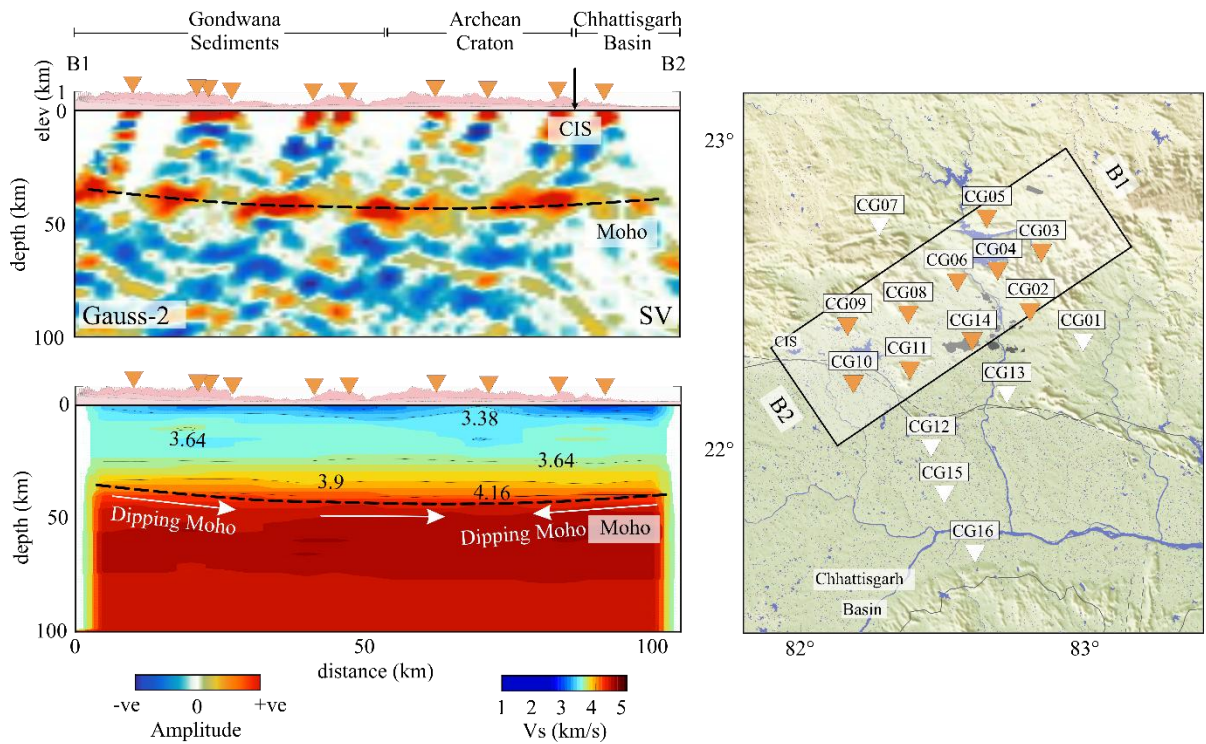 Gondwana
Sediments
Archean
Craton
Chhattisgarh
Basin
B1
B2
elev (km)
1
0
CIS
50
Moho
depth (km)
Gauss-2
SV
100
0
3.38
3.64
3.64
3.9
4.16
50
Dipping Moho
Dipping Moho
Moho
depth (km)
100
0
50
100
distance (km)
-ve
0
+ve
Amplitude
1
2
3
4
5
Vs (km/s)
23°
22°
82°
83°
B1
CG05
CG07
CG03
CG04
CG06
CG02
CG08
CG09
CG01
CG14
CIS
CG11
CG10
CG13
B2
CG12
CG15
CG16
Chhattisgarh
Basin